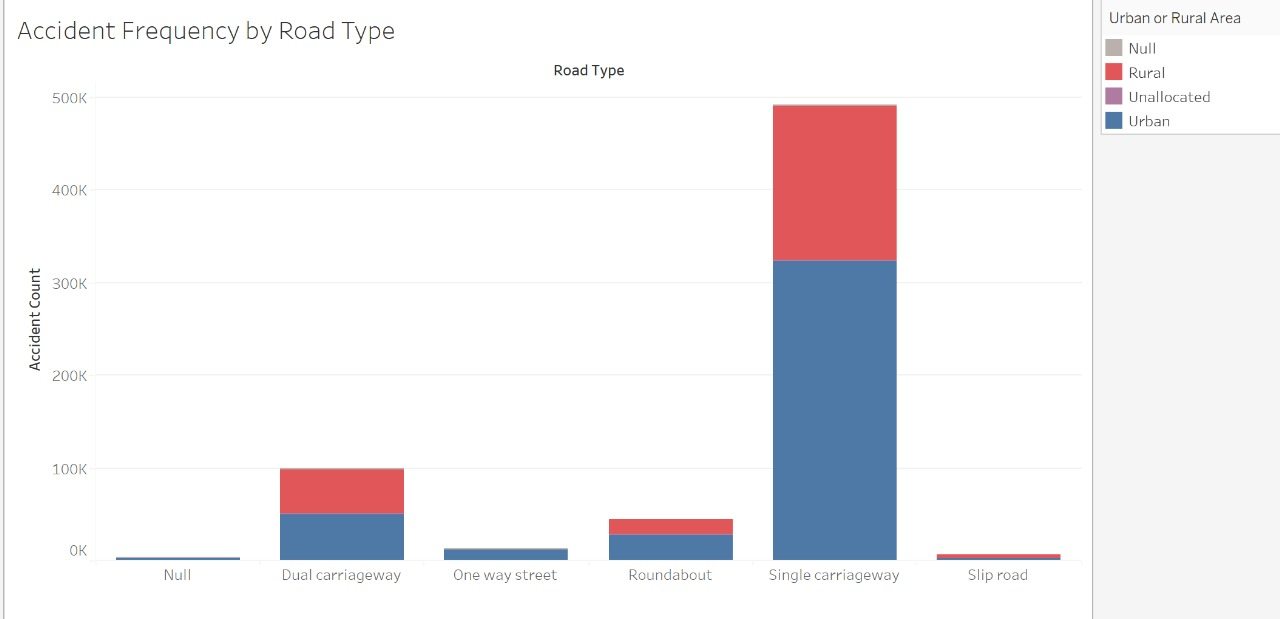 Accident Frequency by Road Type
Road Type
500K
400K
300K
200K
100K
0K
Accident Count
Null
Dual carriageway
One way street
Roundabout
Single carriageway
Slip road
Urban or Rural Area
Null
Rural
Unallocated
Urban